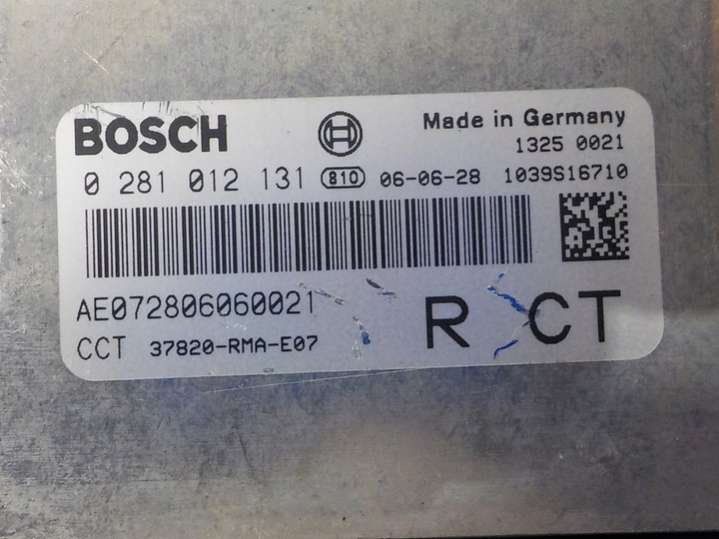 BOSCH
Made in Germany
1325 0021
0 281 012 131 810 06-06-28 1039S16710
AE072806060021
CCT 37820-RMA-E07
R CT